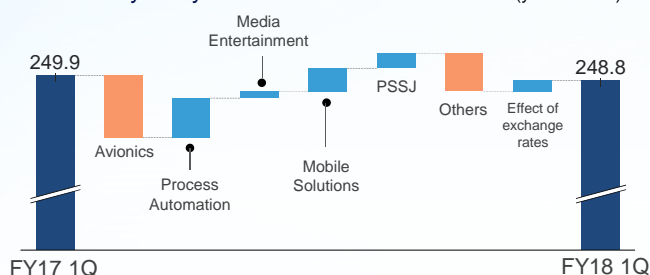 Media
Entertainment
249.9
248.8
PSSJ
Others
Effect of
exchange
rates
Avionics
Mobile
Solutions
Process
Automation
FY17 1Q
FY18 1Q